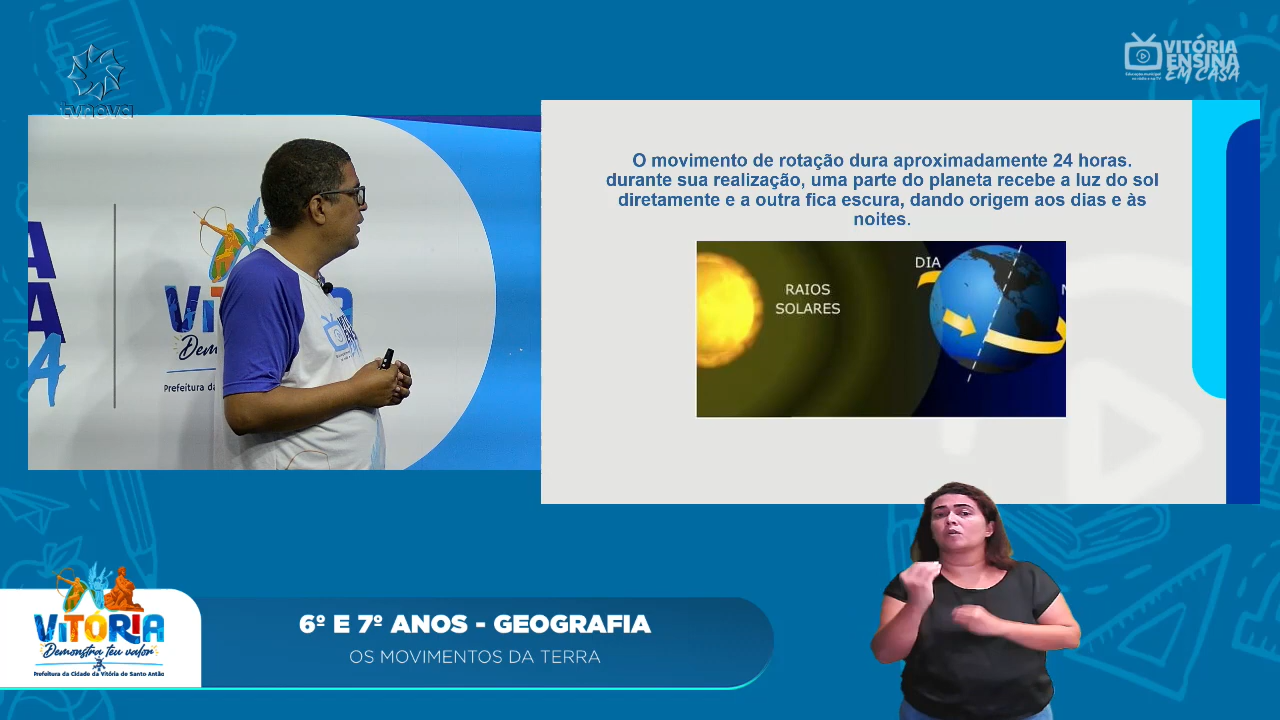 tvnova
VITÓRIA
ENSINA
EM CASA
O movimento de rotação dura aproximadamente 24 horas.
durante sua realização, uma parte do planeta recebe a luz do sol
diretamente e a outra fica escura, dando origem aos dias e às
noites.
DIA
RAIOS
SOLARES
Prefeitura da
6º E 7º ANOS - GEOGRAFIA
OS MOVIMENTOS DA TERRA
VITÓRIA
Demonstra teu valor
Prefeitura da Cidade da Vitória de Santo Antão